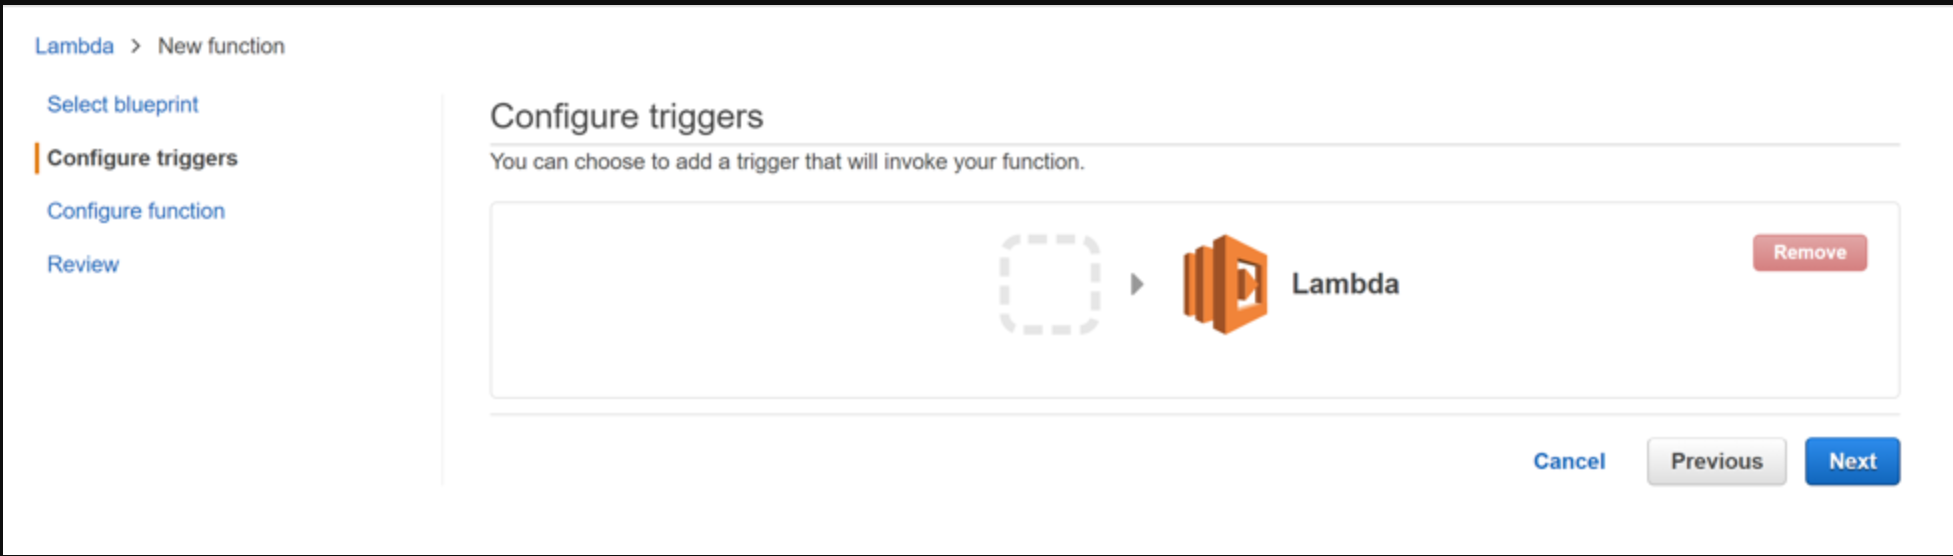 Lambda > New function
Select blueprint
Configure triggers
Configure function
Review
Configure triggers
You can choose to add a trigger that will invoke your function.
Lambda
Remove
Cancel
Previous
Next